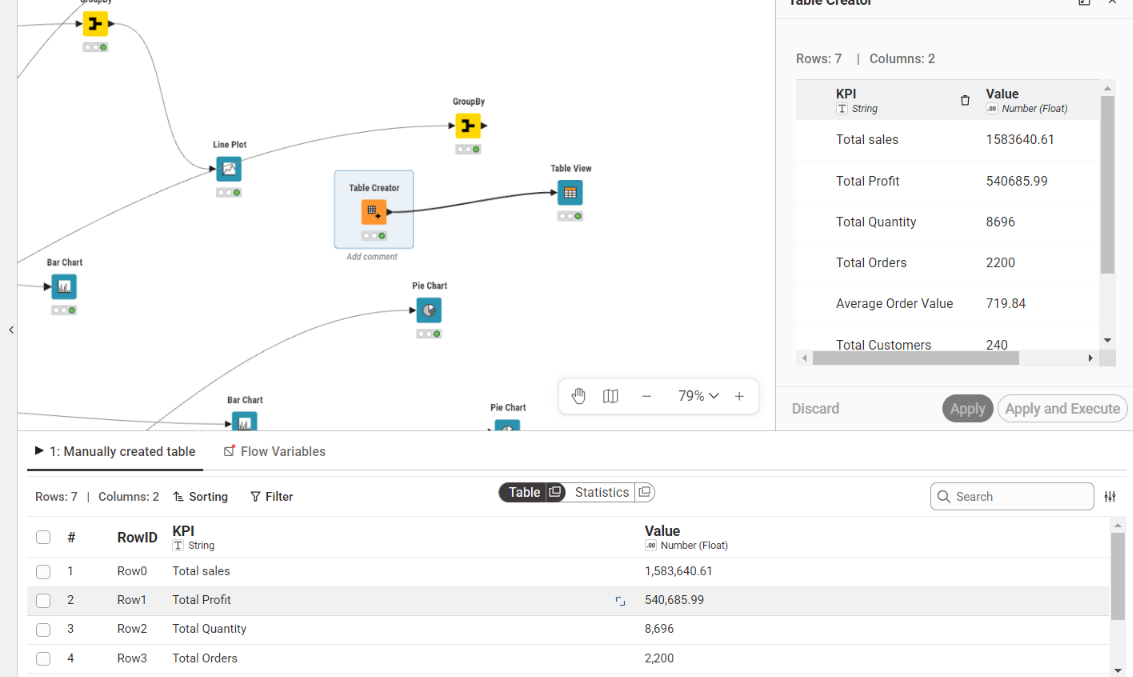 GroupBy
Table Creator
Rows: 7 | Columns: 2
KPI Value
T String .00 Number (Float)
GroupBy
Total sales 1583640.61
Line Plot
Table View
Total Profit 540685.99
Table Creator
Total Quantity 8696
Add comment
Bar Chart
Total Orders 2200
Pie Chart
Average Order Value 719.84
Total Customers 240
79%
Bar Chart
Pie Chart
Discard Apply Apply and Execute
1: Manually created table Flow Variables
Rows: 7 | Columns: 2 Sorting Filter Table Statistics Search
# RowID KPI Value
T String .00 Number (Float)
1 Row0 Total sales 1,583,640.61
2 Row1 Total Profit 540,685.99
3 Row2 Total Quantity 8,696
4 Row3 Total Orders 2,200